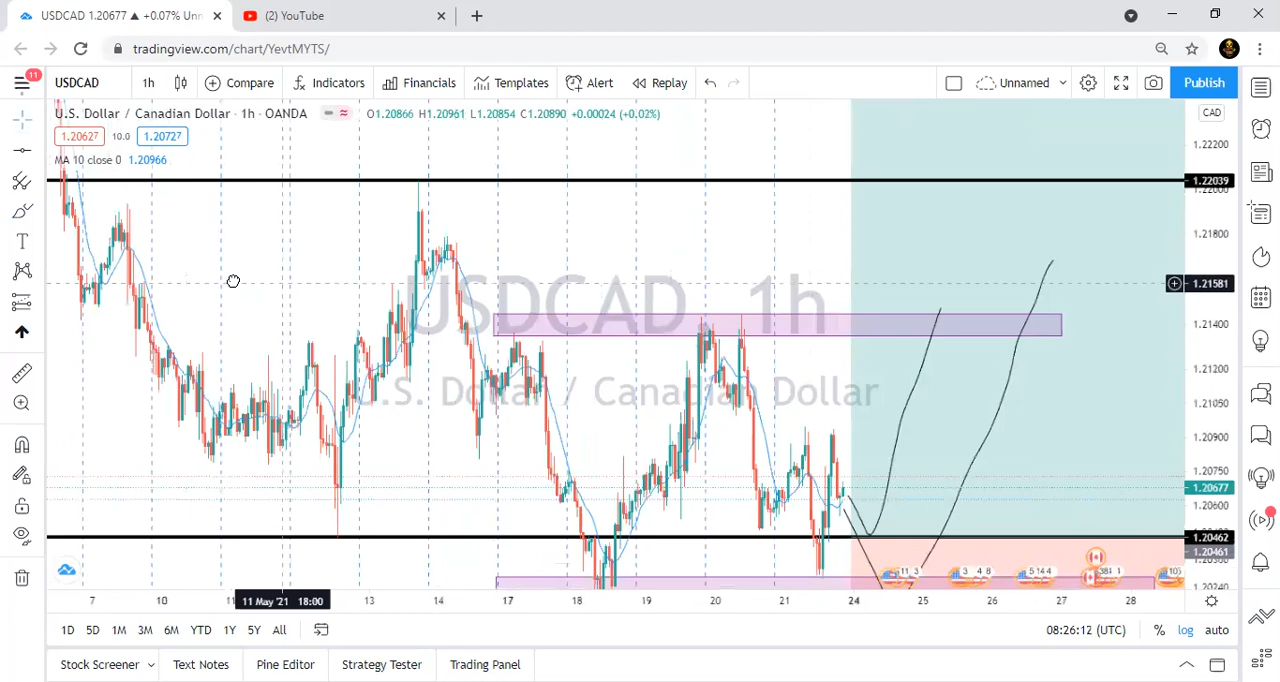 USDCAD 1.20677 ▲ +0.07% Unn
(2) YouTube
tradingview.com/chart/YevtMYTS/
11
USDCAD
1h
Compare
Indicators
Financials
Templates
Alert
Replay
Unnamed
Publish
U.S. Dollar / Canadian Dollar · 1h · OANDA
O1.20866 H1.20961 L1.20854 C1.20890 +0.00024 (+0.02%)
CAD
1.20627
10.0
1.20727
MA 10 close 0 1.20966
1.22200
1.22039
1.22000
1.21800
1.21581
1.21400
1.21200
1.21050
1.20900
1.20750
1.20677
1.20600
1.20462
1.20461
1.20240
USDCAD, 1h
U.S. Dollar / Canadian Dollar
7
10
11
11 May '21 18:00
13
14
17
18
19
20
21
24
25
26
27
28
1D
5D
1M
3M
6M
YTD
1Y
5Y
All
08:26:12 (UTC)
%
log
auto
Stock Screener
Text Notes
Pine Editor
Strategy Tester
Trading Panel